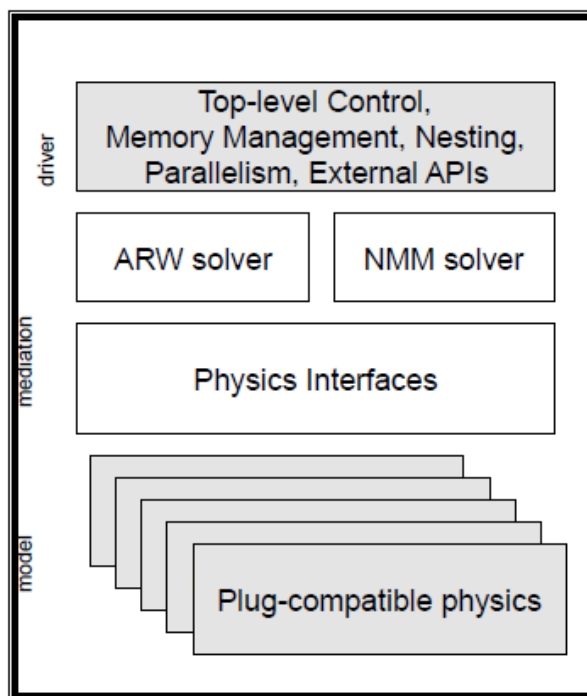 driver
Top-level Control,
Memory Management, Nesting,
Parallelism, External APIs
ARW solver
NMM solver
mediation
Physics Interfaces
model
Plug-compatible physics